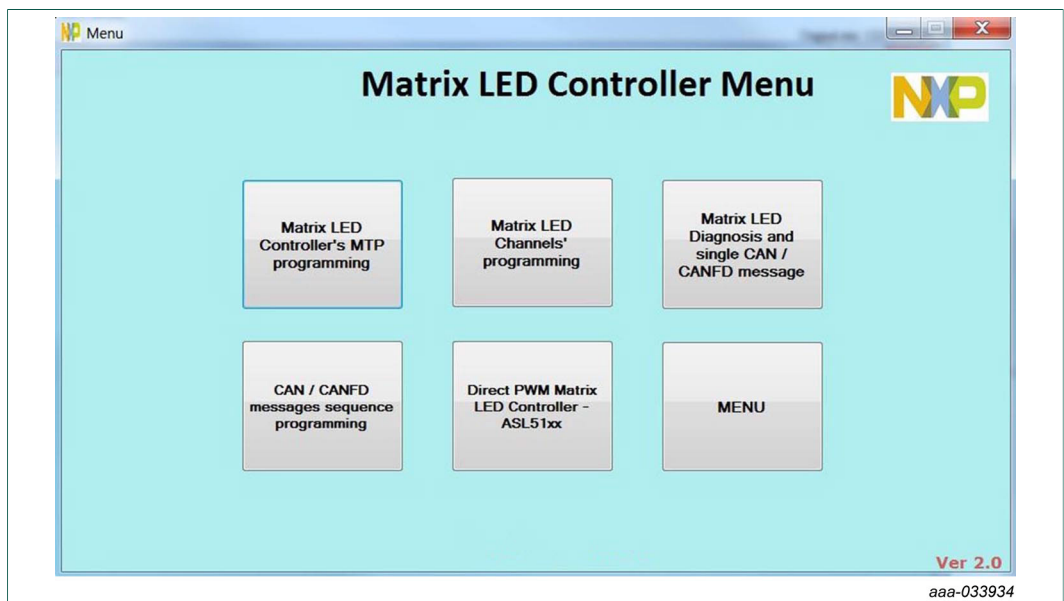 Menu
Matrix LED Controller Menu
NXP
Matrix LED
Controller's MTP
programming
Matrix LED
Channels'
programming
Matrix LED
Diagnosis and
single CAN /
CANFD message
CAN / CANFD
messages sequence
programming
Direct PWM Matrix
LED Controller -
ASL51xx
MENU
Ver 2.0
aaa-033934